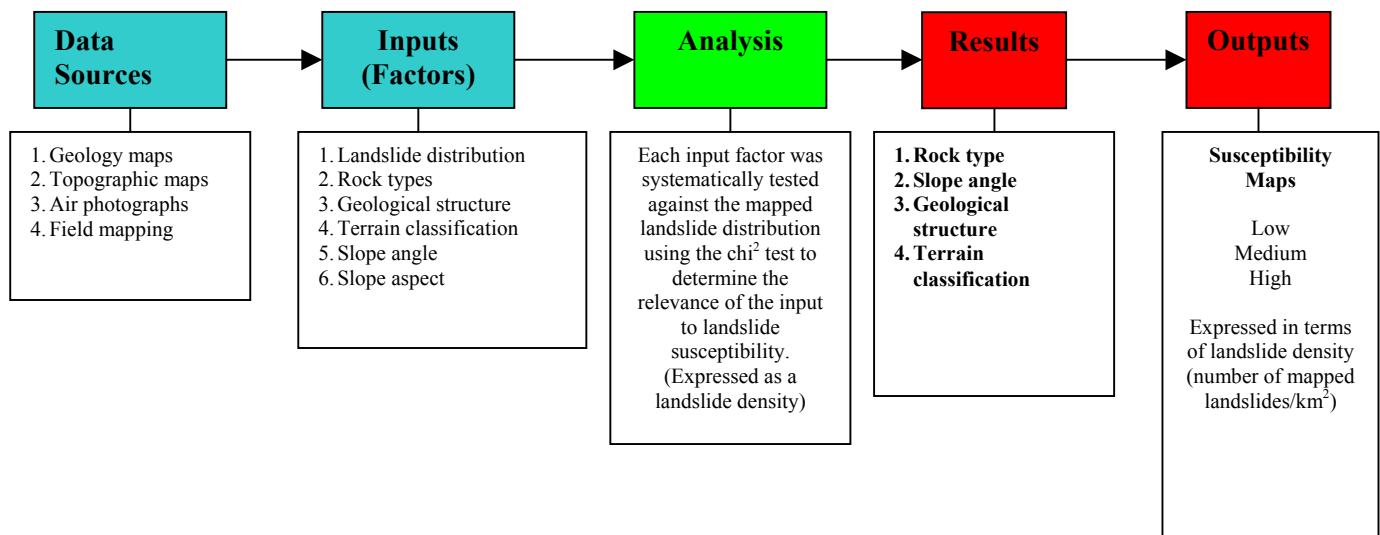 Data
Sources
Inputs
(Factors)
Analysis
Results
Outputs
1. Geology maps
2. Topographic maps
3. Air photographs
4. Field mapping
1. Landslide distribution
2. Rock types
3. Geological structure
4. Terrain classification
5. Slope angle
6. Slope aspect
Each input factor was
systematically tested
against the mapped
landslide distribution
using the chi² test to
determine the
relevance of the input
to landslide
susceptibility.
(Expressed as a
landslide density)
1. Rock type
2. Slope angle
3. Geological
structure
4. Terrain
classification
Susceptibility
Maps
Low
Medium
High
Expressed in terms
of landslide density
(number of mapped
landslides/km²)